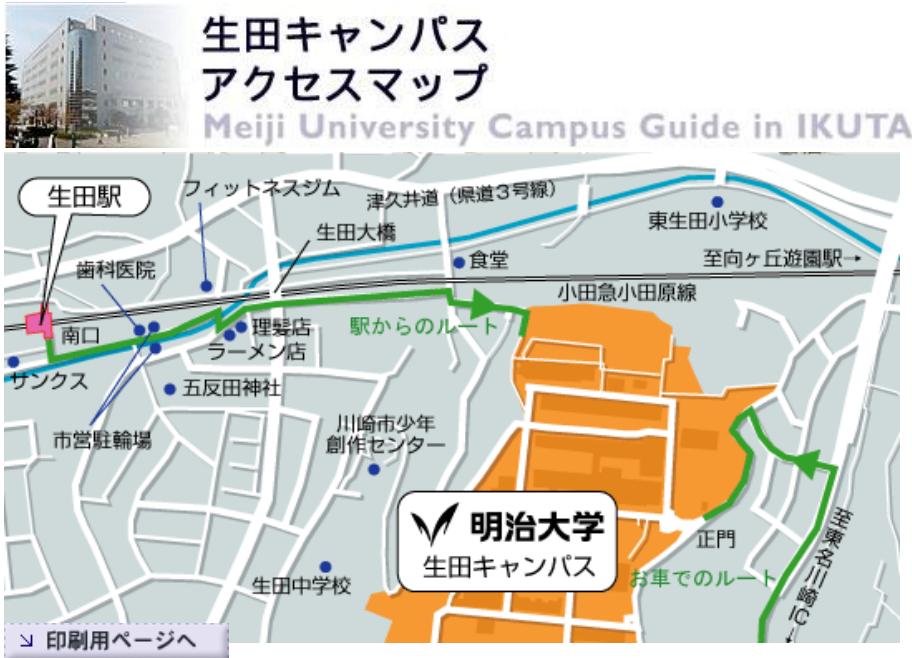 生田キャンパス
アクセスマップ
Meiji University Campus Guide in IKUTA
生田駅
フィットネスジム
津久井道（県道3号線）
東生田小学校
生田大橋
歯科医院
食堂
至向ヶ丘遊園駅→
小田急小田原線
南口
理髪店
駅からのルート
ラーメン店
サンクス
五反田神社
市営駐輪場
川崎市少年
創作センター
明治大学
生田キャンパス
正門
至東名川崎IC→
お車でのルート
生田中学校
印刷用ページへ